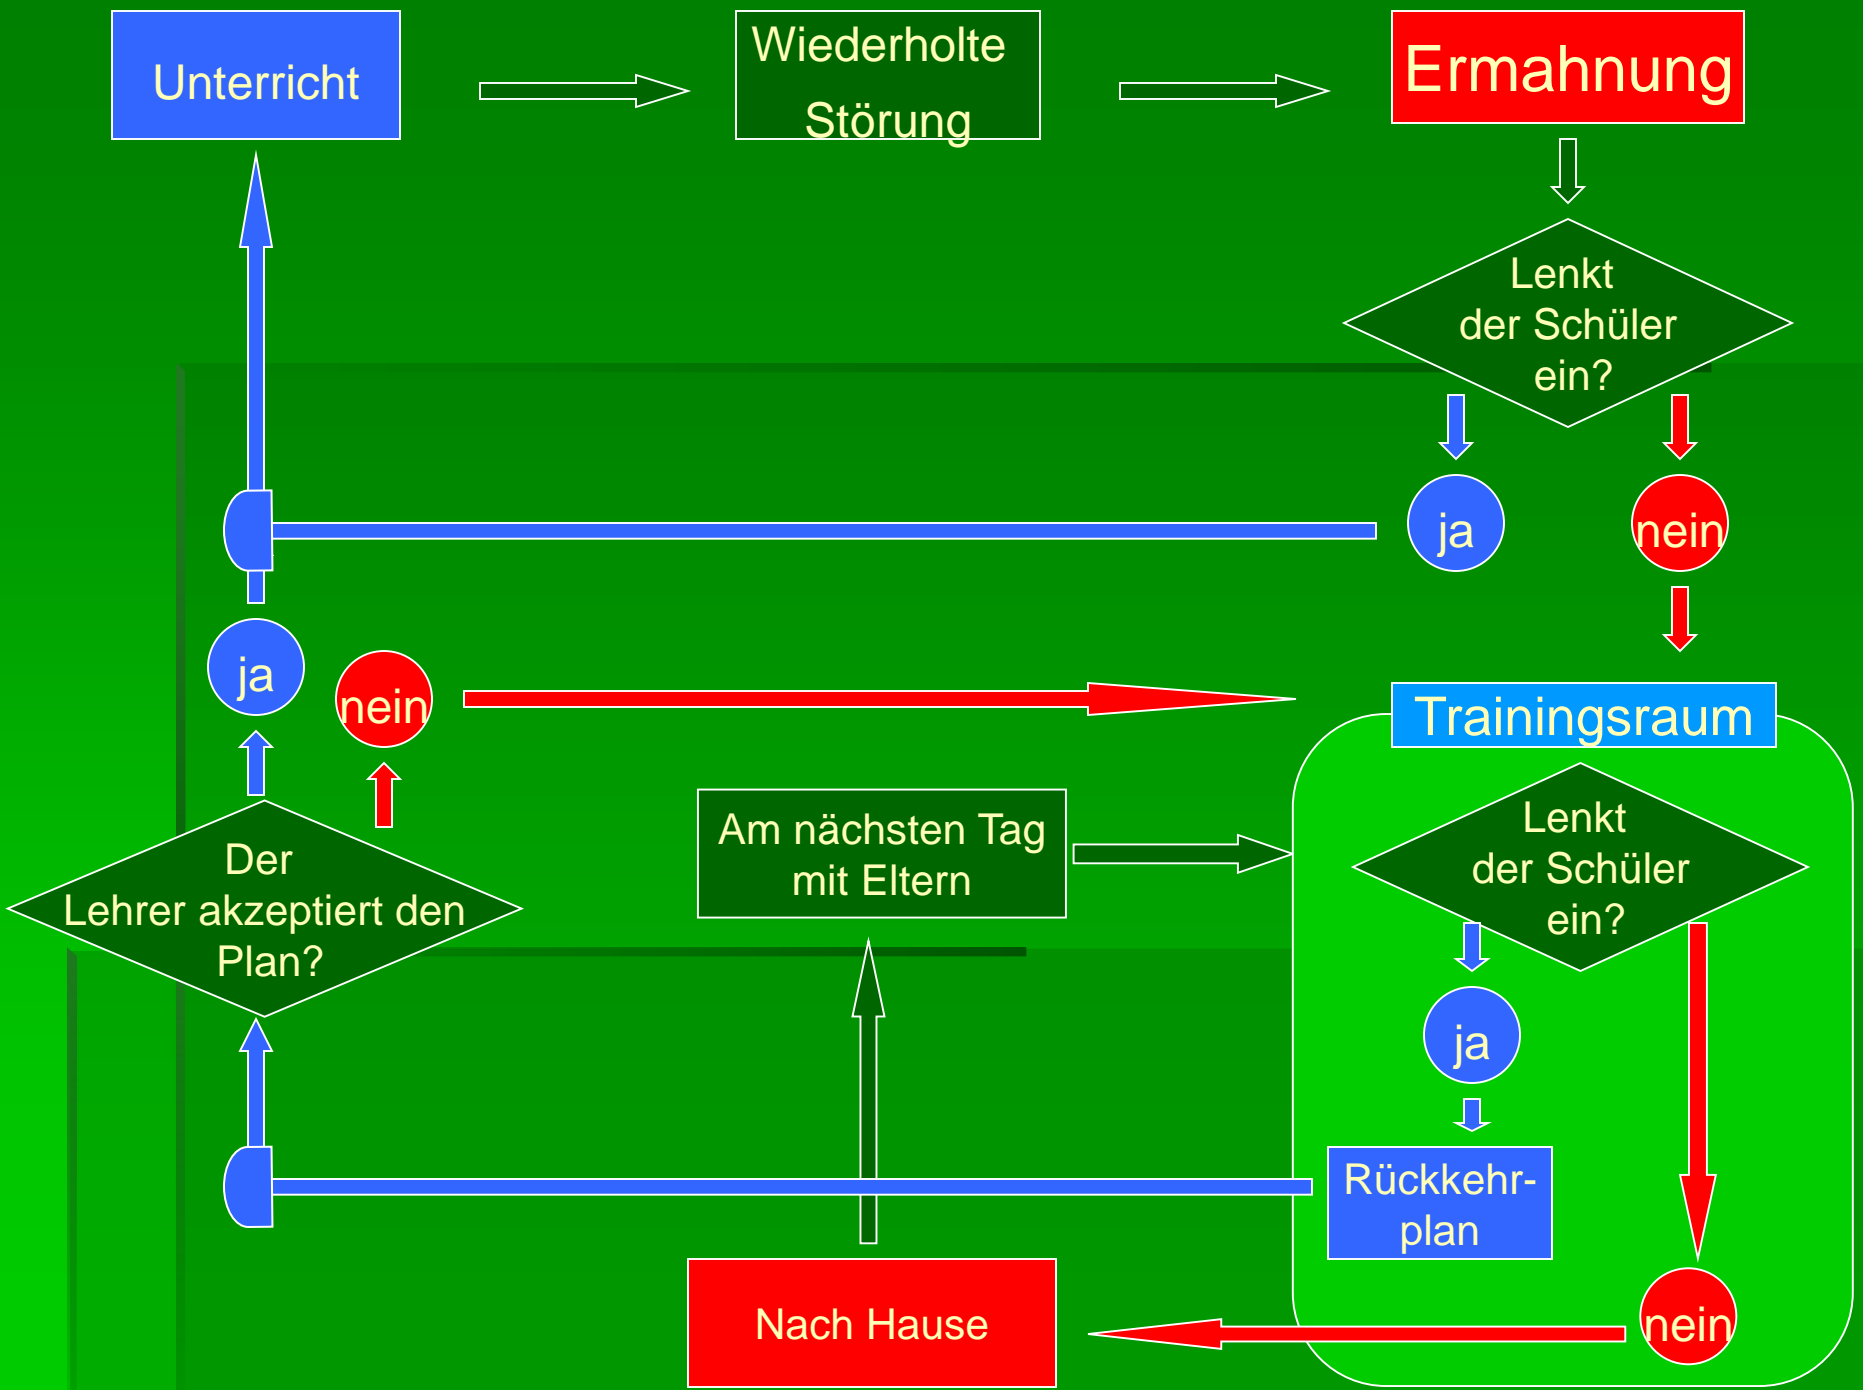 Unterricht
Wiederholte
Störung
Ermahnung
Lenkt
der Schüler
ein?
ja
nein
ja
nein
Trainingsraum
Am nächsten Tag
mit Eltern
Lenkt
der Schüler
ein?
Der
Lehrer akzeptiert den
Plan?
ja
Rückkehr-
plan
Nach Hause
nein